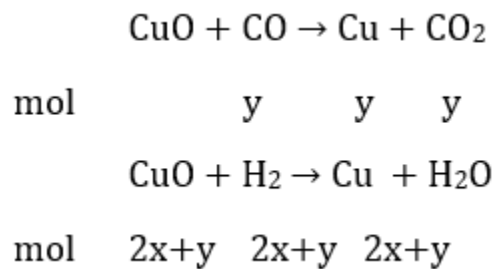 CuO + CO → Cu + CO₂
mol y y y
CuO + H₂ → Cu + H₂O
mol 2x+y 2x+y 2x+y